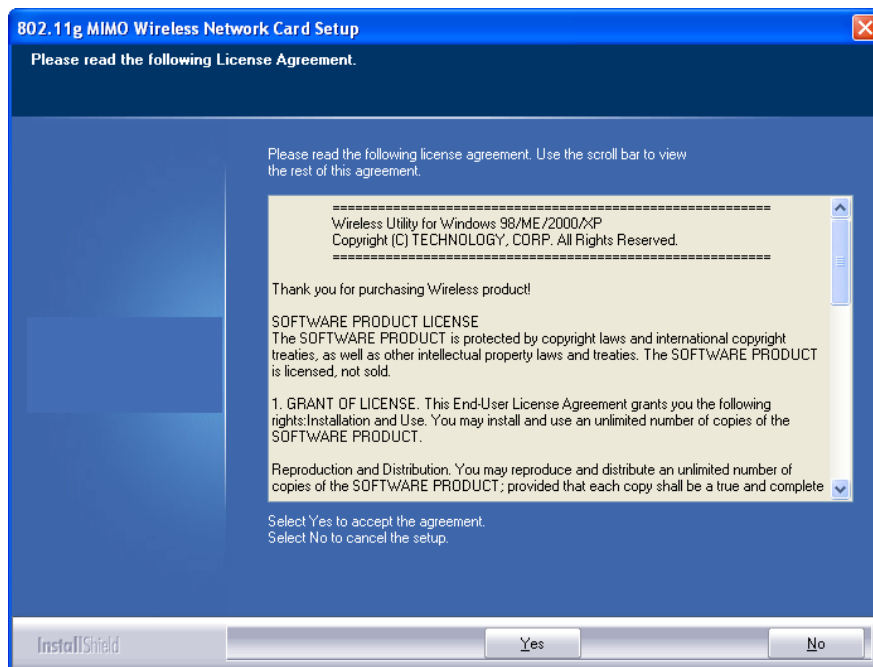 802.11g MIMO Wireless Network Card Setup
Please read the following License Agreement.
Please read the following license agreement. Use the scroll bar to view
the rest of this agreement.
============================================================
Wireless Utility for Windows 98/ME/2000/XP
Copyright (C) TECHNOLOGY, CORP. All Rights Reserved.
============================================================
Thank you for purchasing Wireless product!
SOFTWARE PRODUCT LICENSE
The SOFTWARE PRODUCT is protected by copyright laws and international copyright
treaties, as well as other intellectual property laws and treaties. The SOFTWARE PRODUCT
is licensed, not sold.
1. GRANT OF LICENSE. This End-User License Agreement grants you the following
rights:Installation and Use. You may install and use an unlimited number of copies of the
SOFTWARE PRODUCT.
Reproduction and Distribution. You may reproduce and distribute an unlimited number of
copies of the SOFTWARE PRODUCT; provided that each copy shall be a true and complete
Select Yes to accept the agreement.
Select No to cancel the setup.
InstallShield
Yes
No